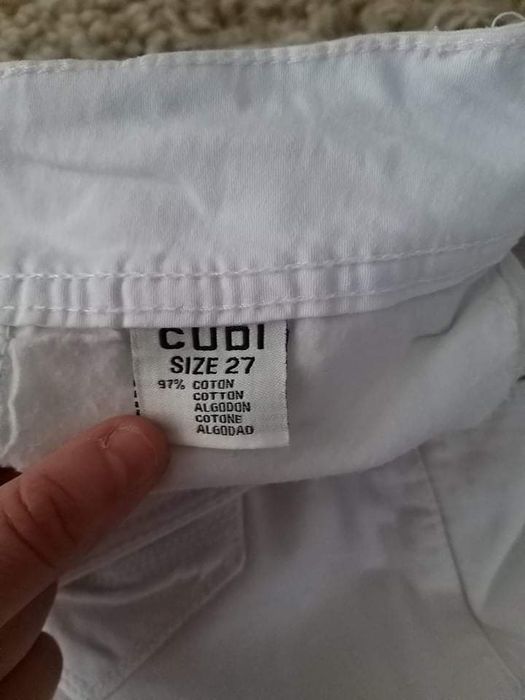 CUDI
SIZE 27
97% COTON
COTTON
ALGODON
COTONE
ALGODAD